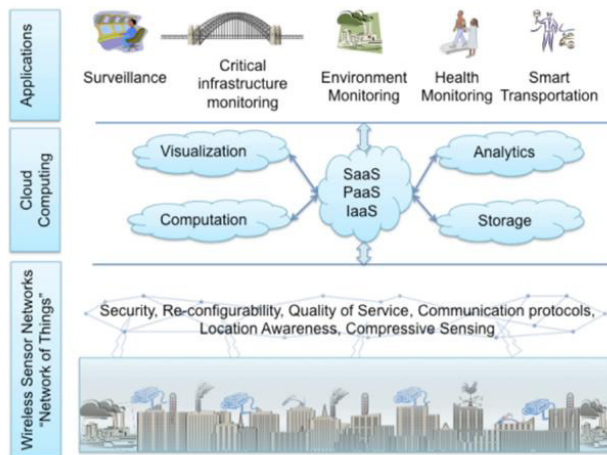 Applications
Surveillance
Critical
infrastructure
monitoring
Environment
Monitoring
Health
Monitoring
Smart
Transportation
Cloud
Computing
Visualization
Computation
SaaS
PaaS
IaaS
Analytics
Storage
Wireless Sensor Networks
"Network of Things"
Security, Re-configurability, Quality of Service, Communication protocols,
Location Awareness, Compressive Sensing